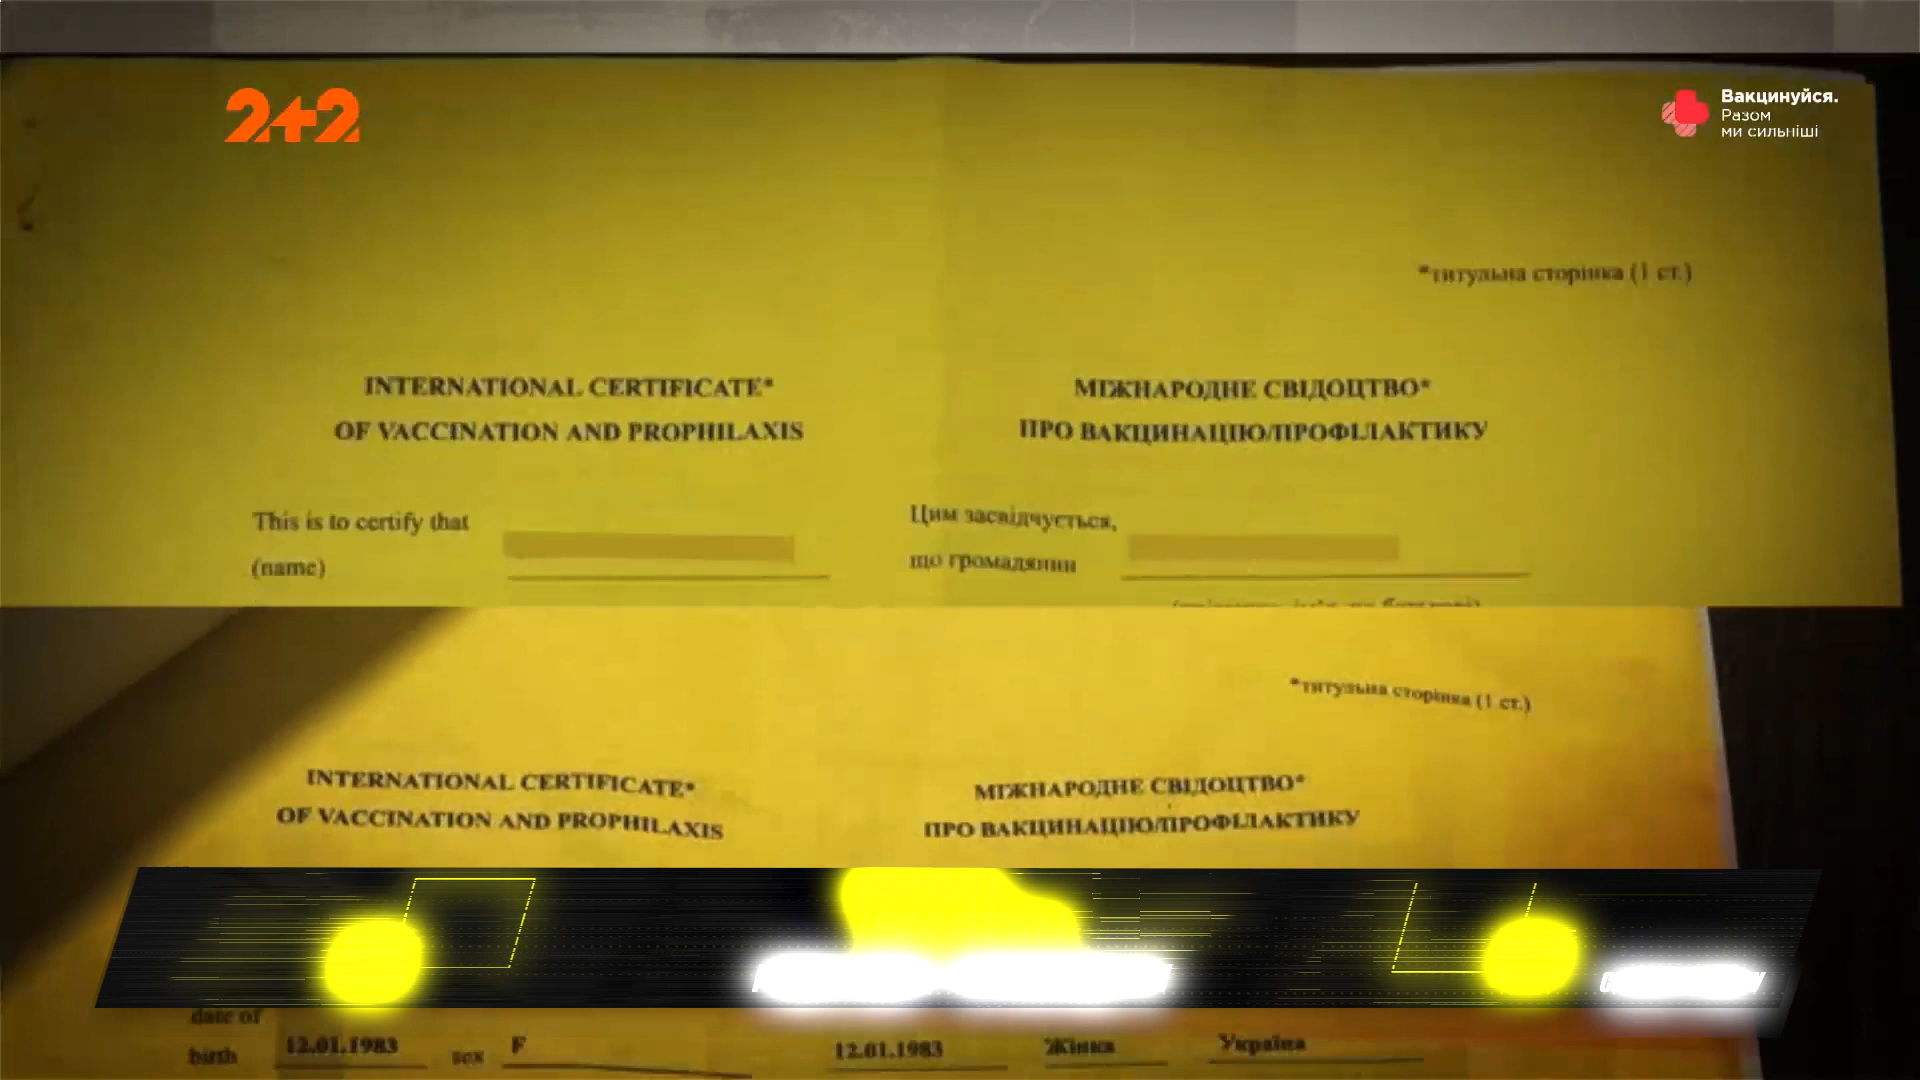 2+2
Вакцинуйся.
Разом
ми сильніші
*титульна сторінка (1 ст.)
INTERNATIONAL CERTIFICATE*
OF VACCINATION AND PROPHILAXIS
МІЖНАРОДНЕ СВІДОЦТВО*
ПРО ВАКЦИНАЦІЮ/ПРОФІЛАКТИКУ
This is to certify that
(name)
Цим засвідчується,
що громадянин
*титульна сторінка (1 ст.)
INTERNATIONAL CERTIFICATE*
OF VACCINATION AND PROPHILAXIS
МІЖНАРОДНЕ СВІДОЦТВО*
ПРО ВАКЦИНАЦІЮ/ПРОФІЛАКТИКУ
date of
birth 12.01.1983 sex F 12.01.1983 Жінка Україна